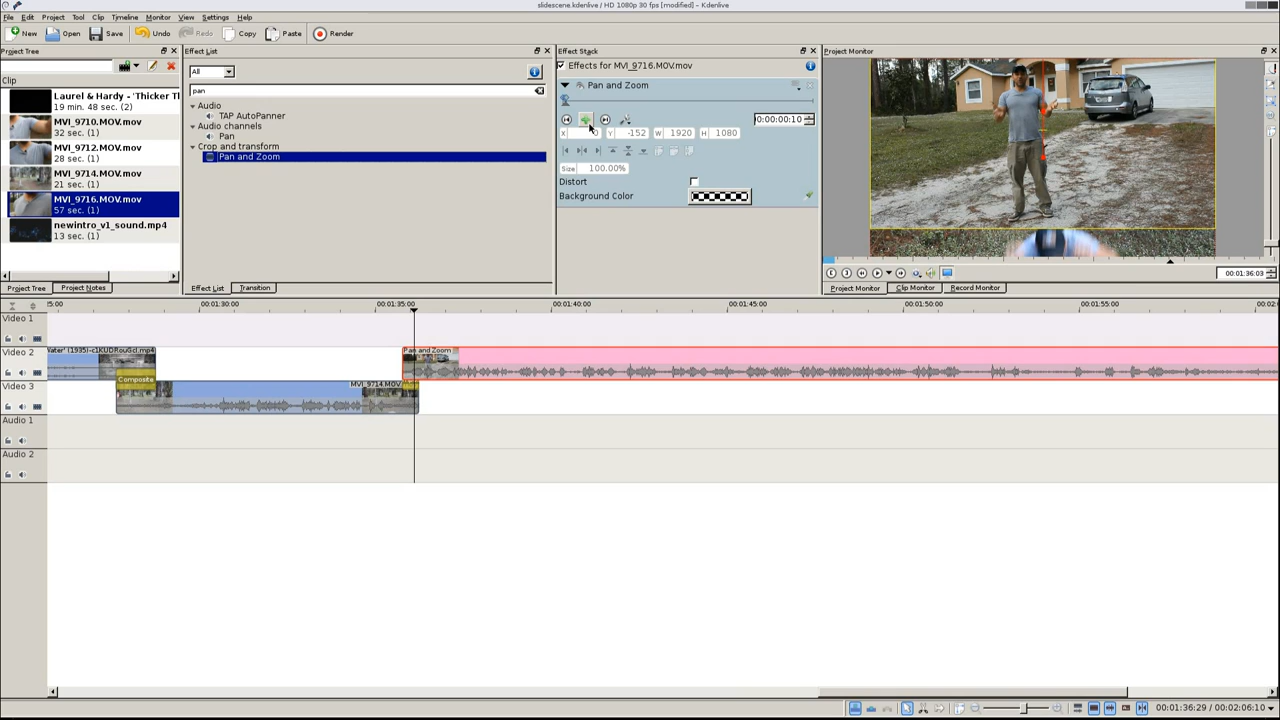 slidescene.kdenlive / HD 1080p 30 fps [modified] – Kdenlive
File Edit Project Tool Clip Timeline Monitor View Settings Help
New Open Save Undo Redo Copy Paste Render
Project Tree
Clip
Laurel & Hardy - 'Thicker Tl
19 min. 48 sec. (2)
MVI_9710.MOV.mov
32 sec. (1)
MVI_9712.MOV.mov
28 sec. (1)
MVI_9714.MOV.mov
21 sec. (1)
MVI_9716.MOV.mov
57 sec. (1)
newintro_v1_sound.mp4
13 sec. (1)
Project Tree Project Notes
Effect List
All
pan
Audio
TAP AutoPanner
Audio channels
Pan
Crop and transform
Pan and Zoom
Effect List Transition
Effect Stack
Effects for MVI_9716.MOV.mov
Pan and Zoom
0:00:00:10
X Y -152 W 1920 H 1080
Size 100.00%
Distort
Background Color
Project Monitor
00:01:36:03
Project Monitor Clip Monitor Record Monitor
00:01:30:00 00:01:35:00 00:01:40:00 00:01:45:00 00:01:50:00 00:01:55:00
Video 1
Video 2
Water' (1935)-c1KUDRouGcI.mp4
Pan and Zoom
Composite
Video 3
MVI_9714.MOV
Audio 1
Audio 2
00:01:36:29 / 00:02:06:10